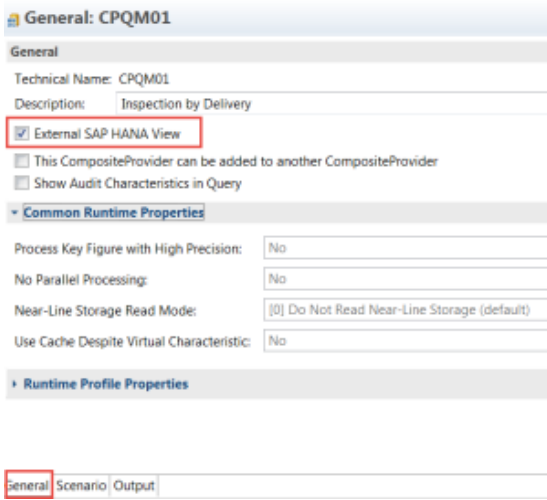 General: CPQM01
General
Technical Name: CPQM01
Description: Inspection by Delivery
External SAP HANA View
This CompositeProvider can be added to another CompositeProvider
Show Audit Characteristics in Query
Common Runtime Properties
Process Key Figure with High Precision: No
No Parallel Processing: No
Near-Line Storage Read Mode: [0] Do Not Read Near-Line Storage (default)
Use Cache Despite Virtual Characteristic: No
Runtime Profile Properties
General Scenario Output